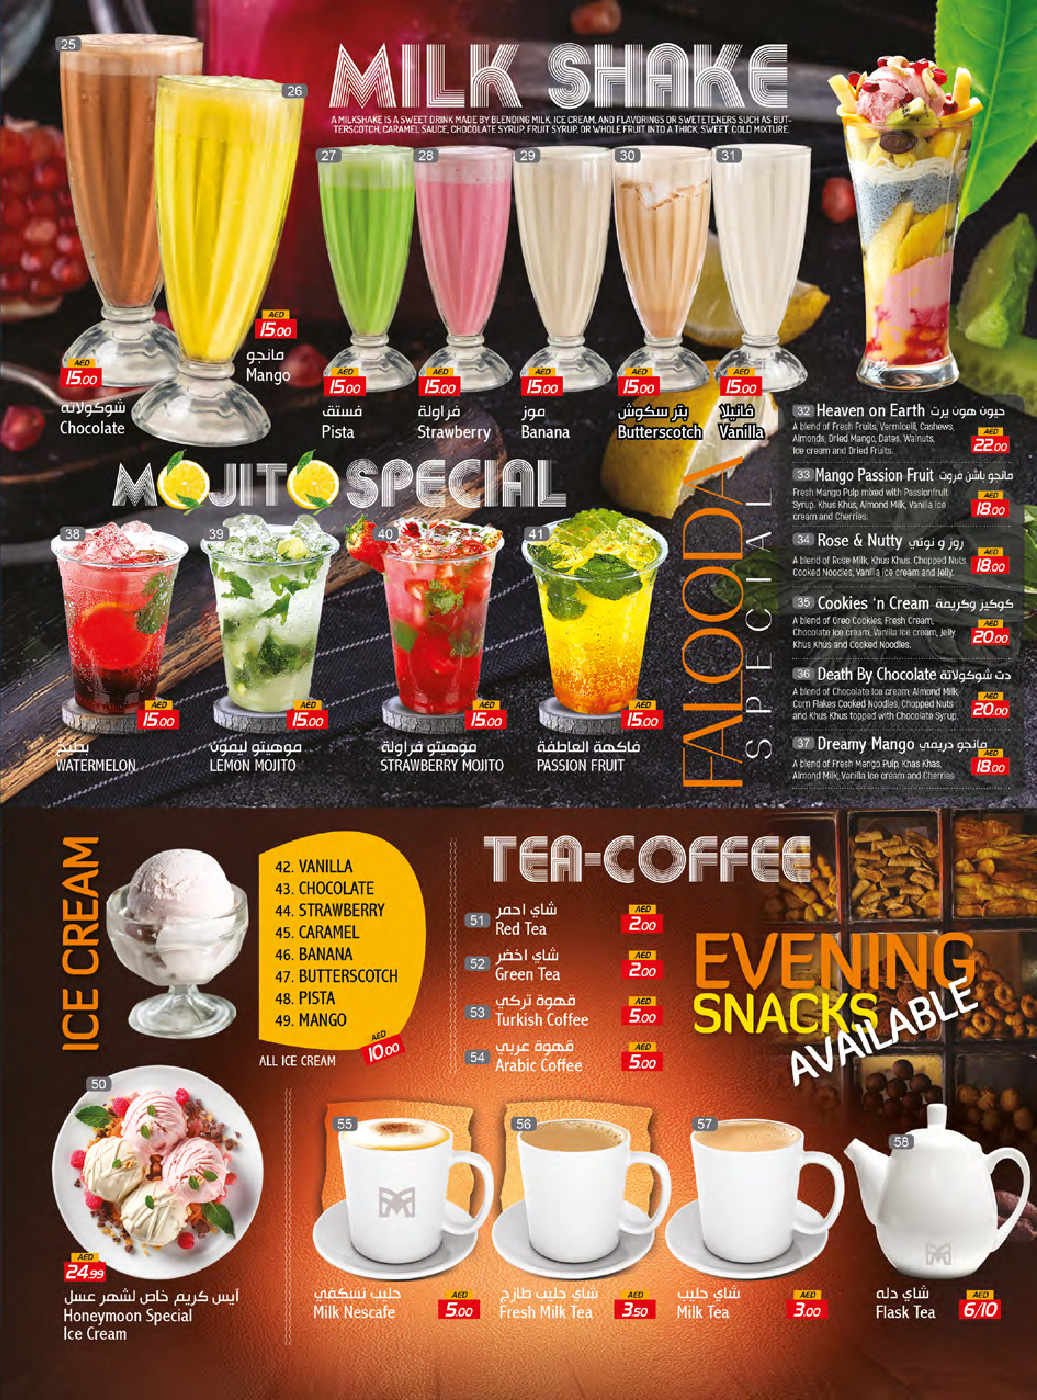 MILK SHAKE
A MILKSHAKE IS A SWEET DRINK MADE BY BLENDING MILK, ICE CREAM, AND FLAVORINGS OR SWEETETENERS SUCH AS BUT-
TERSCOTCH, CARAMEL SAUCE, CHOCOLATE SYRUP, FRUIT SYRUP, OR WHOLE FRUIT INTO A THICK, SWEET, COLD MIXTURE.
25
AED
15.00
شوكولاته
Chocolate
26
AED
15.00
مانجو
Mango
27
AED
15.00
فستق
Pista
28
AED
15.00
فراولة
Strawberry
29
AED
15.00
موز
Banana
30
AED
15.00
بتر سكوش
Butterscotch
31
AED
15.00
فانيلا
Vanilla
MOJITO SPECIAL
38
AED
15.00
بطيخ
WATERMELON
39
AED
15.00
موهيتو ليمون
LEMON MOJITO
40
AED
15.00
موهيتو فراولة
STRAWBERRY MOJITO
41
AED
15.00
فاكهة العاطفة
PASSION FRUIT
FALOODA
SPECIAL
32 Heaven on Earth حيون هون يرت
A blend of Fresh Fruits, Vermicelli, Cashews,
Almonds, Dried Mango, Dates, Walnuts,
Ice cream and Dried Fruits.
AED
22.00
33 Mango Passion Fruit مانجو باشن فروت
Fresh Mango Pulp mixed with Passionfruit
Syrup, Khus Khus, Almond Milk, Vanilla Ice
cream and Cherries.
AED
18.00
34 Rose & Nutty روز و نوتي
A blend of Rose Milk, Khus Khus, Chopped Nuts,
Cooked Noodles, Vanilla Ice cream and Jelly.
AED
18.00
35 Cookies 'n Cream كوكيز وكريمة
A blend of Oreo Cookies, Fresh Cream,
Chocolate Ice cream, Vanilla Ice cream, Jelly
Khus Khus and Cooked Noodles.
AED
20.00
36 Death By Chocolate دت شوكولاتة
A blend of Chocolate Ice cream, Almond Milk
Corn Flakes Cooked Noodles, Chopped Nuts
and Khus Khus topped with Chocolate Syrup.
AED
20.00
37 Dreamy Mango مانجو دريمي
A blend of Fresh Mango Pulp, Khas Khas,
Almond Milk, Vanilla Ice cream and Cherries
AED
18.00
ICE CREAM
42. VANILLA
43. CHOCOLATE
44. STRAWBERRY
45. CARAMEL
46. BANANA
47. BUTTERSCOTCH
48. PISTA
49. MANGO
ALL ICE CREAM
AED
10.00
50
AED
24.99
آيس كريم خاص لشهر عسل
Honeymoon Special
Ice Cream
TEA-COFFEE
51 شاي احمر
Red Tea
AED
2.00
52 شاي اخضر
Green Tea
AED
2.00
53 قهوة تركي
Turkish Coffee
AED
5.00
54 قهوة عربي
Arabic Coffee
AED
5.00
EVENING
SNACKS
AVAILABLE
55
حليب نسكفي
Milk Nescafe
AED
5.00
56
شاي حليب طازج
Fresh Milk Tea
AED
3.50
57
شاي حليب
Milk Tea
AED
3.00
58
شاي دله
Flask Tea
AED
6/10